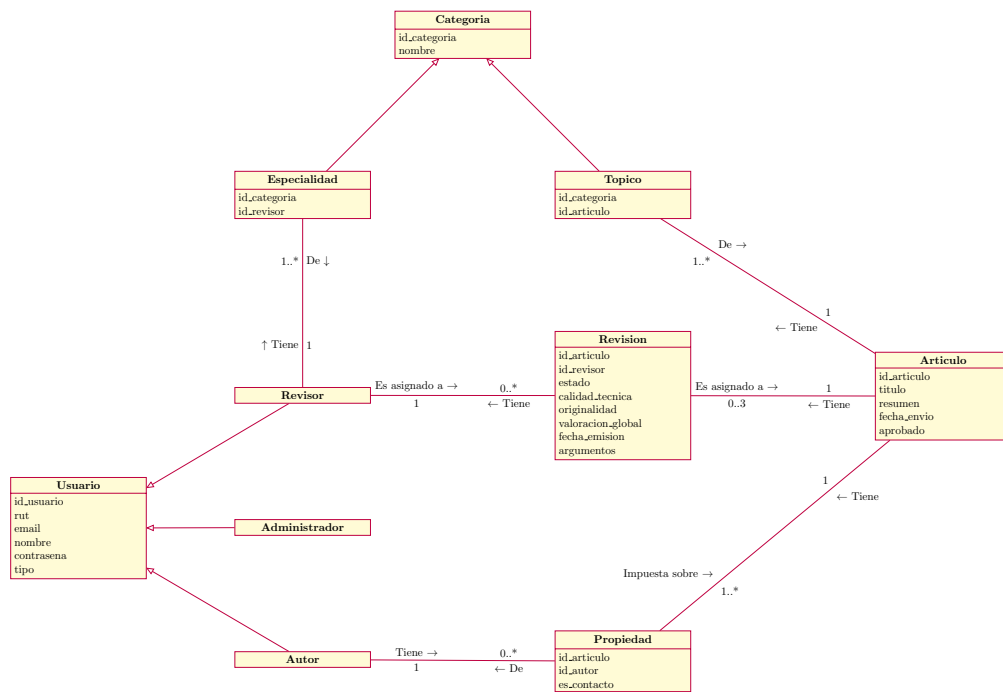 Categoria
id_categoria
nombre
Especialidad
id_categoria
id_revisor
Topico
id_categoria
id_articulo
1..*
De ↓
De →
1..*
1
← Tiene
↑ Tiene
1
Revision
id_articulo
id_revisor
estado
calidad_tecnica
originalidad
valoracion_global
fecha_emision
argumentos
Articulo
id_articulo
titulo
resumen
fecha_envio
aprobado
Revisor
Es asignado a →
1
0..*
← Tiene
Es asignado a →
0..3
1
← Tiene
Usuario
id_usuario
rut
email
nombre
contrasena
tipo
Administrador
1
← Tiene
Impuesta sobre →
1..*
Autor
Tiene →
1
0..*
← De
Propiedad
id_articulo
id_autor
es_contacto